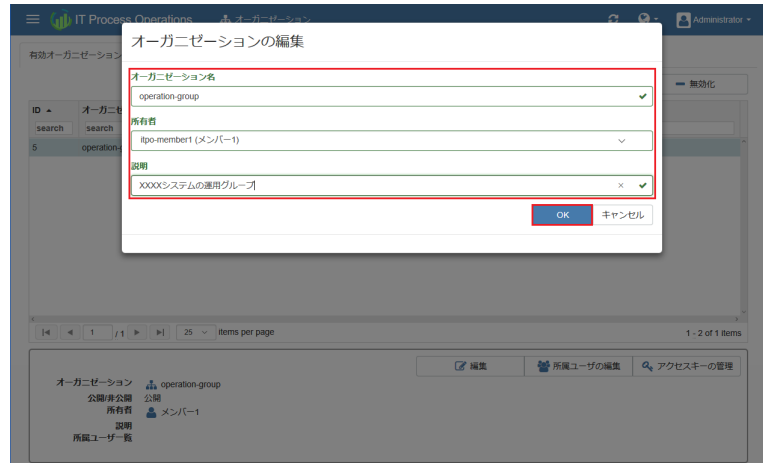 IT Process Operations オーガニゼーション Administrator
オーガニゼーションの編集
有効オーガニゼーション
オーガニゼーション名
無効化
operation-group
ID オーガニゼ
所有者
search search
itpo-member1 (メンバー1)
5 operation-g
説明
XXXXシステムの運用グループ
OK キャンセル
1 / 1 25 items per page 1 - 2 of 1 items
編集 所属ユーザの編集 アクセスキーの管理
オーガニゼーション operation-group
公開/非公開 公開
所有者 メンバー1
説明
所属ユーザ一覧